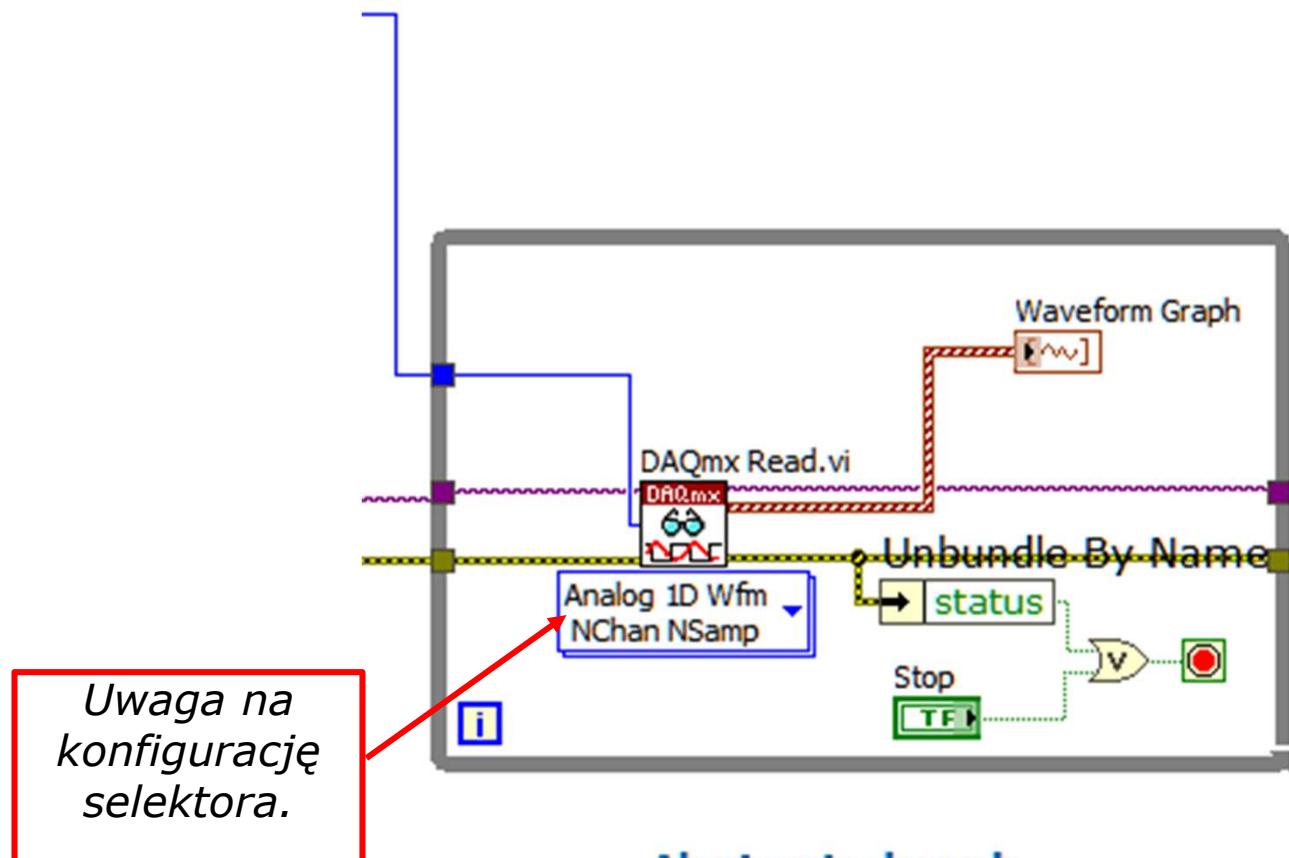 Waveform Graph
DAQmx Read.vi
DAQmx
Unbundle By Name
Analog 1D Wfm
NChan NSamp
status
V
Stop
TF
i
Uwaga na
konfigurację
selektora.